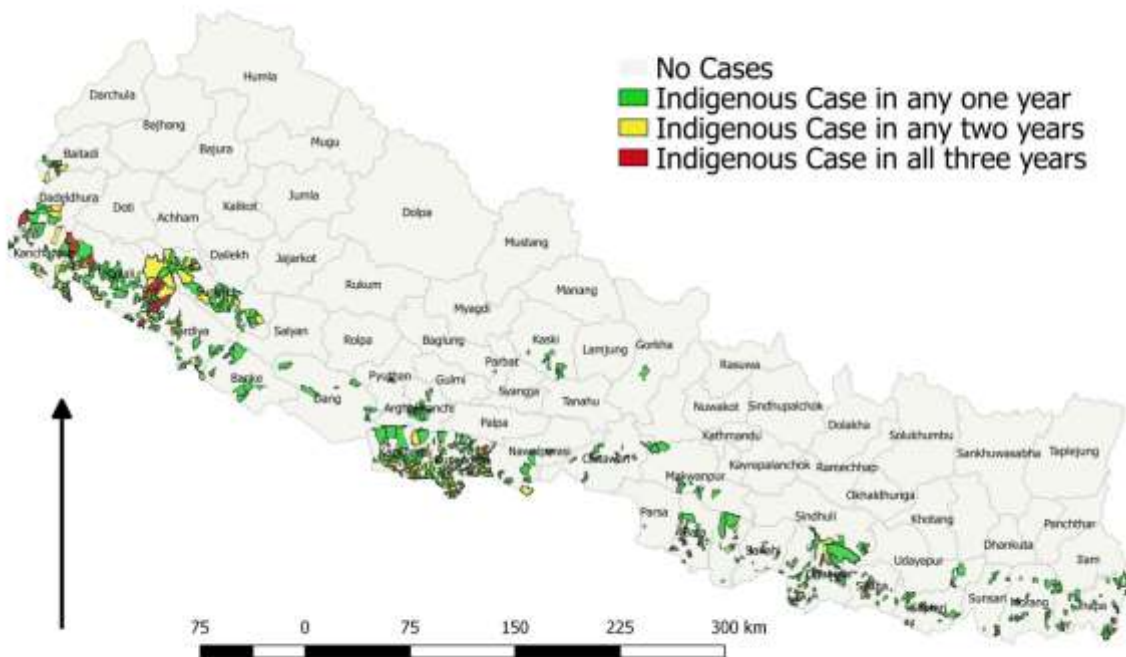 No Cases
Indigenous Case in any one year
Indigenous Case in any two years
Indigenous Case in all three years
Humla
Darchula
Bajhang
Mugu
Bajura
Baitadi
Jumla
Dadeldhura
Doti
Achham
Kalikot
Dolpa
Mustang
Dailekh
Jajarkot
Rukum
Manang
Myagdi
Salyan
Rolpa
Baglung
Kaski
Lamjung
Gorkha
Parbat
Rasuwa
Banke
Pyuthan
Gulmi
Syangja
Tanahu
Dang
Nuwakot
Sindhupalchok
Dolakha
Palpa
Solukhumbu
Kathmandu
Sankhuwasabha
Taplejung
Kavrepalanchok
Ramechhap
Makwanpur
Okhaldhunga
Parsa
Sindhuli
Khotang
Panchthar
Dhankuta
Udayapur
Ilam
Sunsari
Morang
75
0
75
150
225
300 km